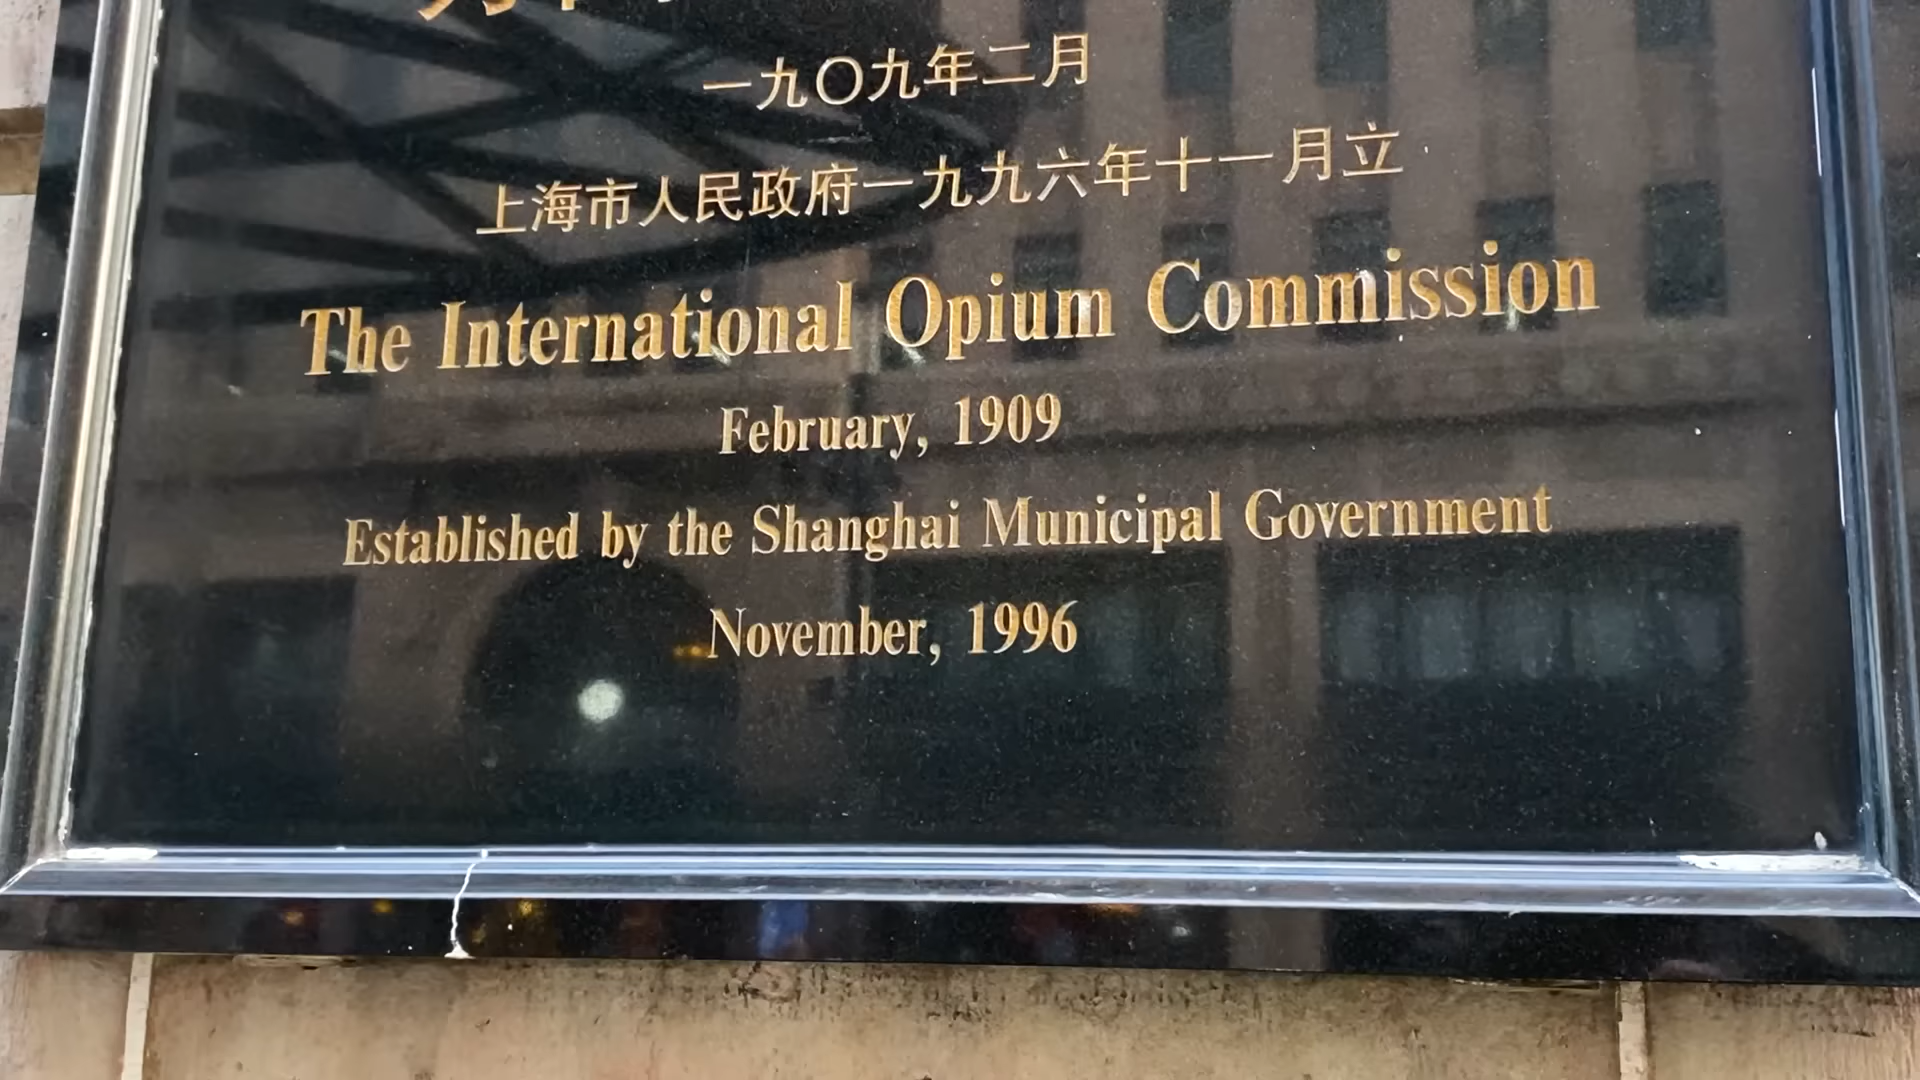 一九〇九年二月
上海市人民政府一九九六年十一月立
The International Opium Commission
February, 1909
Established by the Shanghai Municipal Government
November, 1996